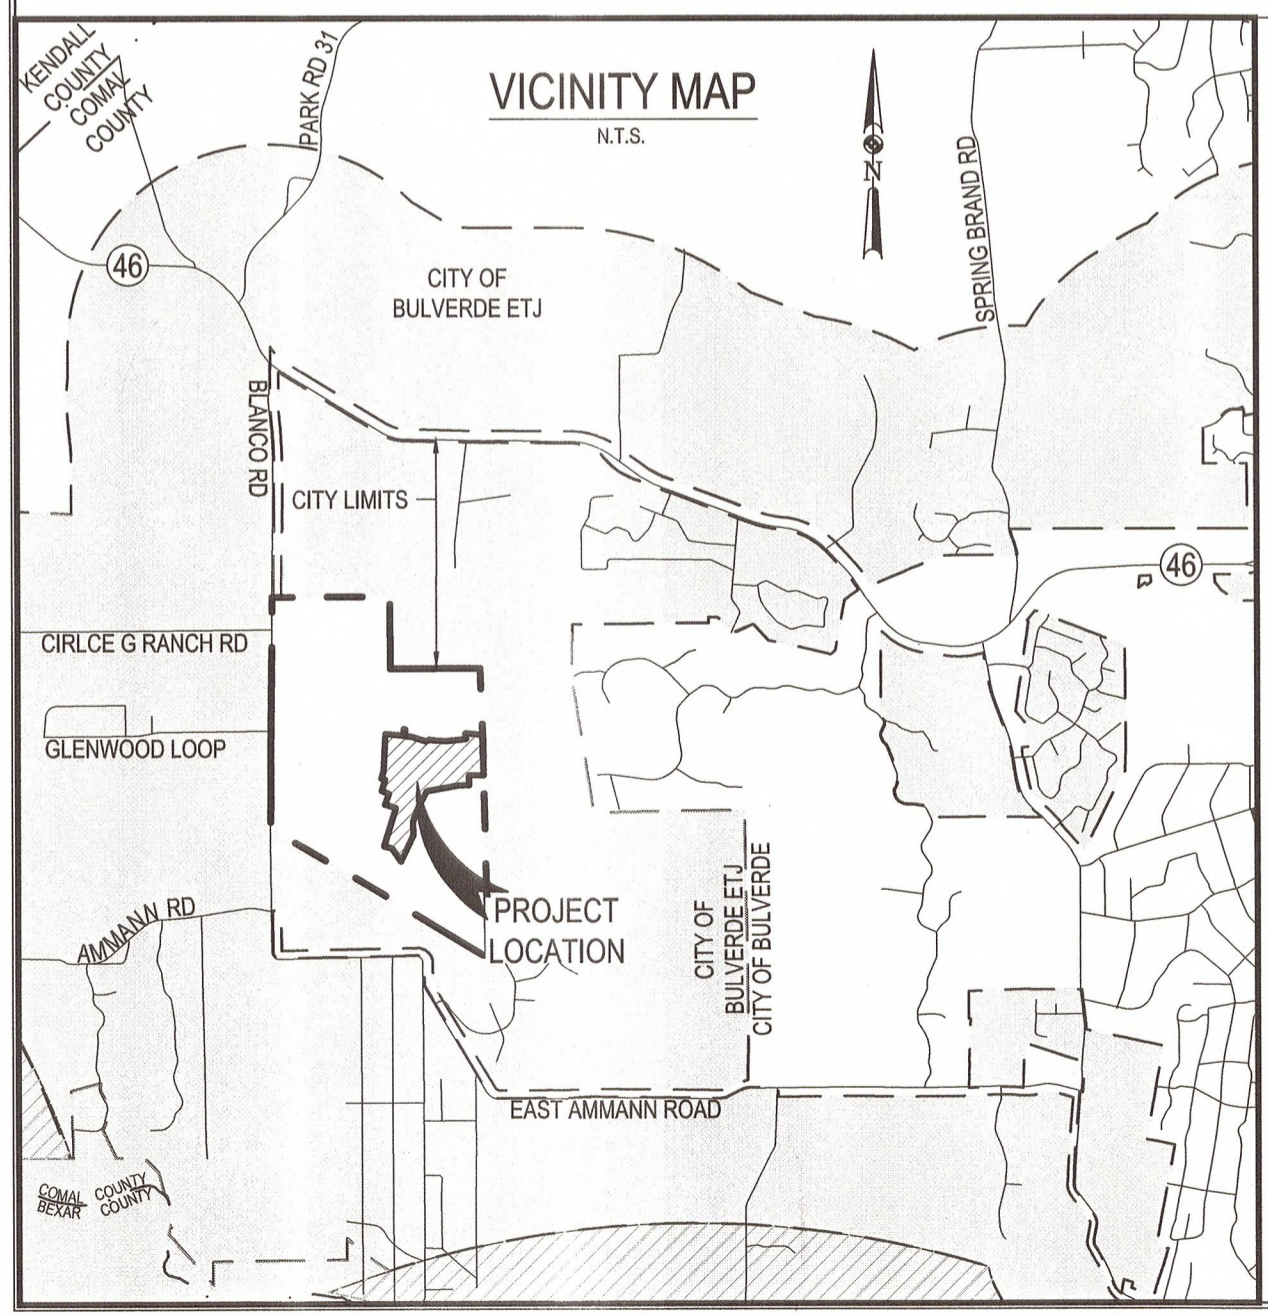 KENDALL
COUNTY
COMAL
COUNTY
PARK RD 31
VICINITY MAP
N.T.S.
N
SPRING BRAND RD
46
CITY OF
BULVERDE ETJ
BLANCO RD
CITY LIMITS
46
CIRLCE G RANCH RD
GLENWOOD LOOP
PROJECT
LOCATION
AMMANN RD
CITY OF
BULVERDE ETJ
CITY OF BULVERDE
EAST AMMANN ROAD
COMAL COUNTY
BEXAR COUNTY